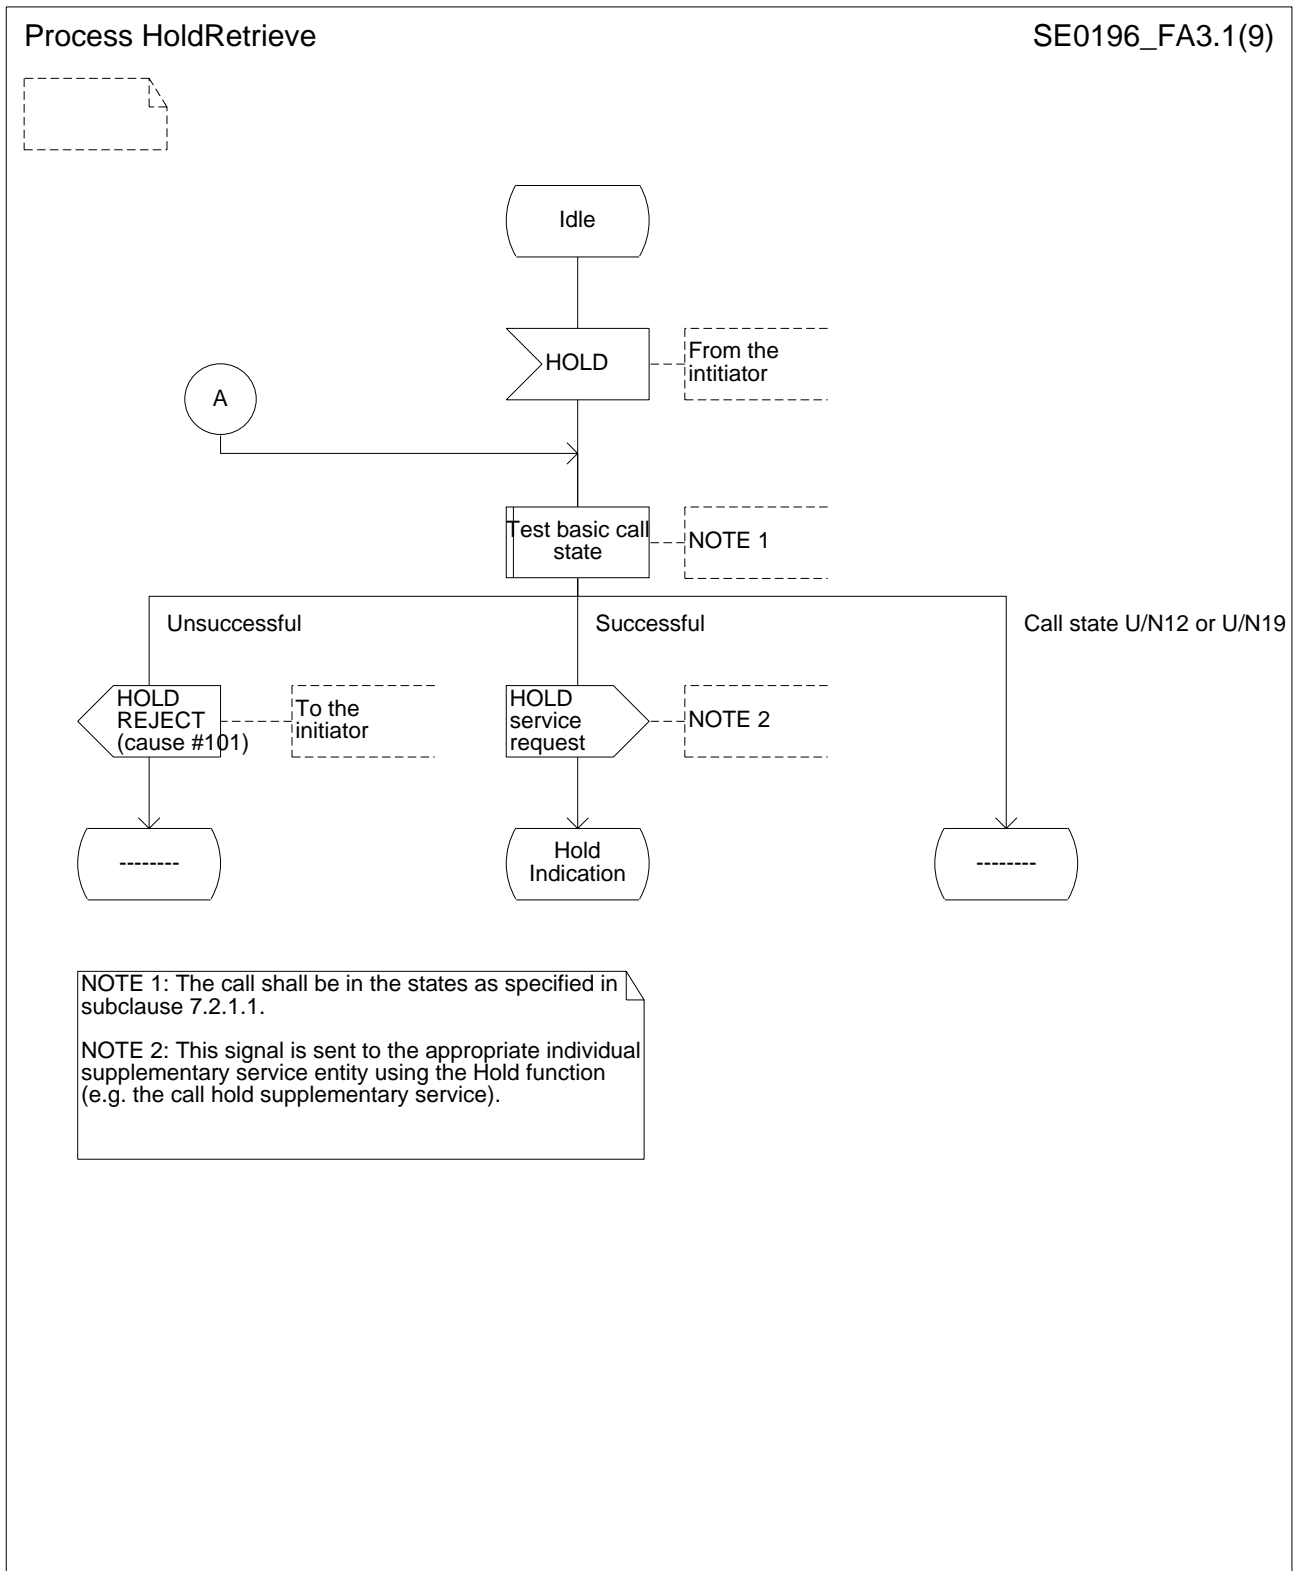 Process HoldRetrieve
SE0196_FA3.1(9)
Idle
HOLD
From the
intitiator
A
Test basic call
state
NOTE 1
Unsuccessful
Successful
Call state U/N12 or U/N19
HOLD
REJECT
(cause #101)
To the
initiator
HOLD
service
request
NOTE 2
--------
Hold
Indication
--------
NOTE 1: The call shall be in the states as specified in
subclause 7.2.1.1.
NOTE 2: This signal is sent to the appropriate individual
supplementary service entity using the Hold function
(e.g. the call hold supplementary service).